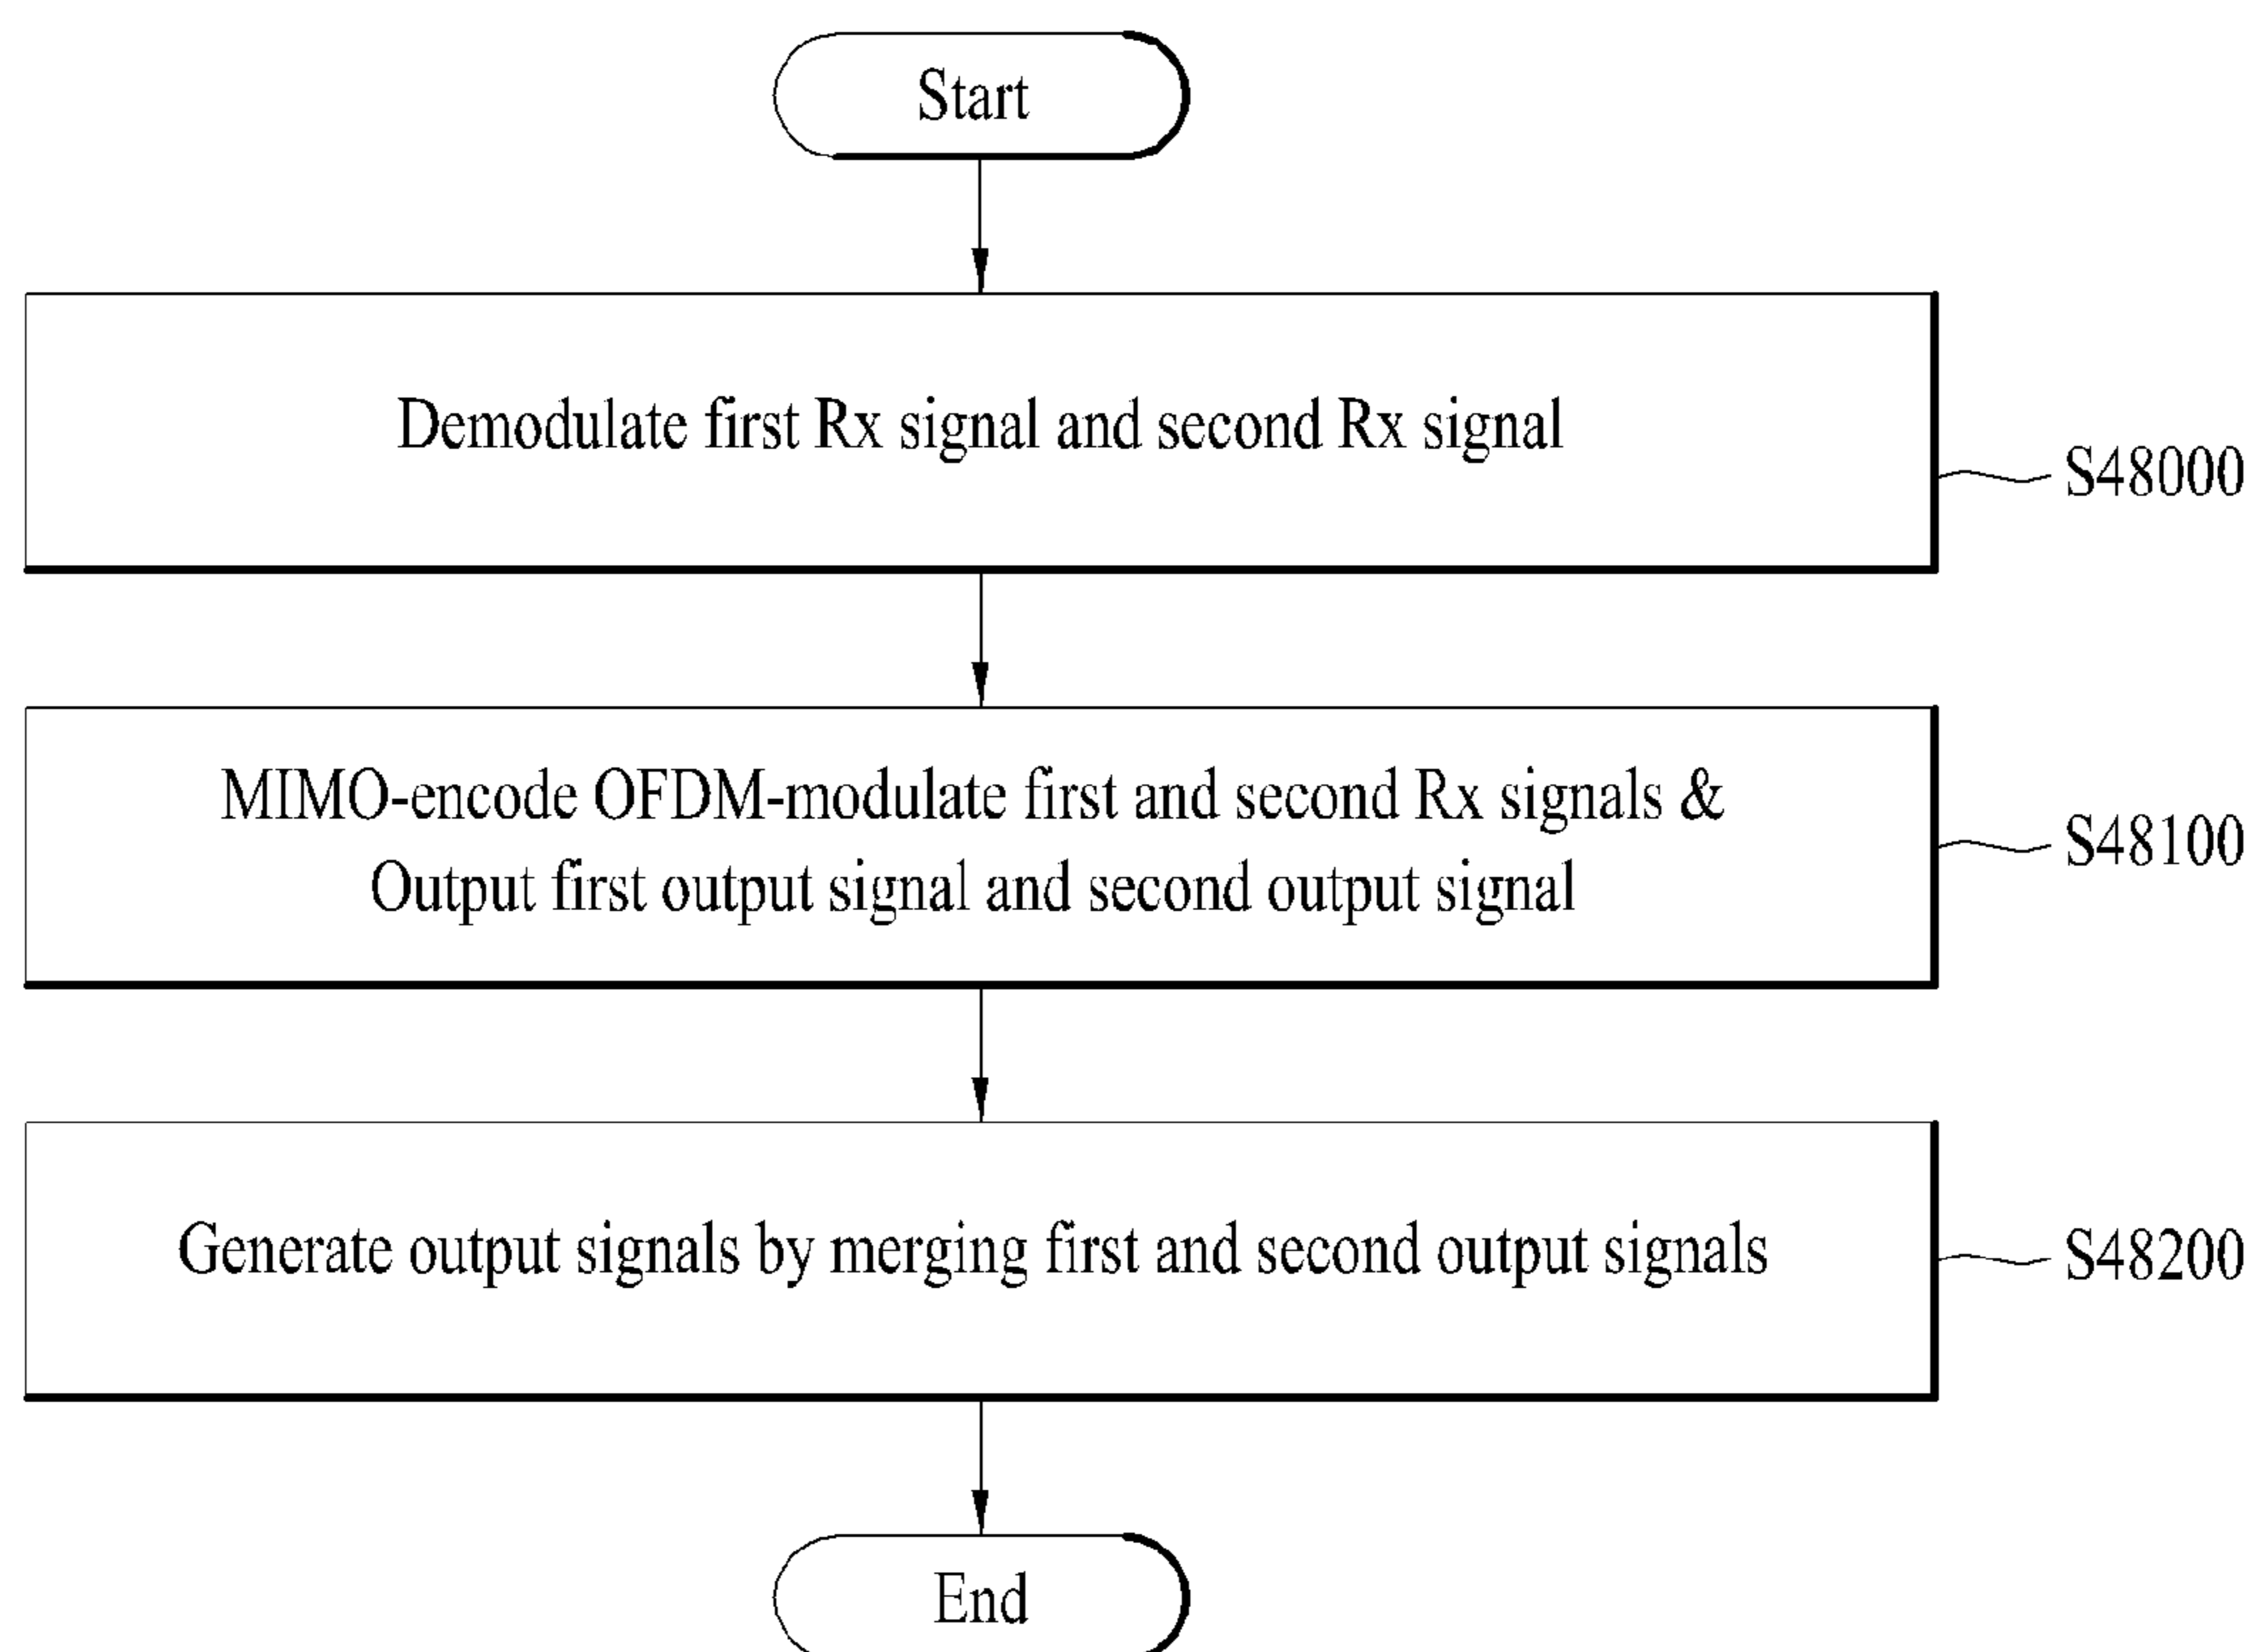 Start
Demodulate first Rx signal and second Rx signal
S48000
MIMO-encode OFDM-modulate first and second Rx signals &
Output first output signal and second output signal
S48100
Generate output signals by merging first and second output signals
S48200
End